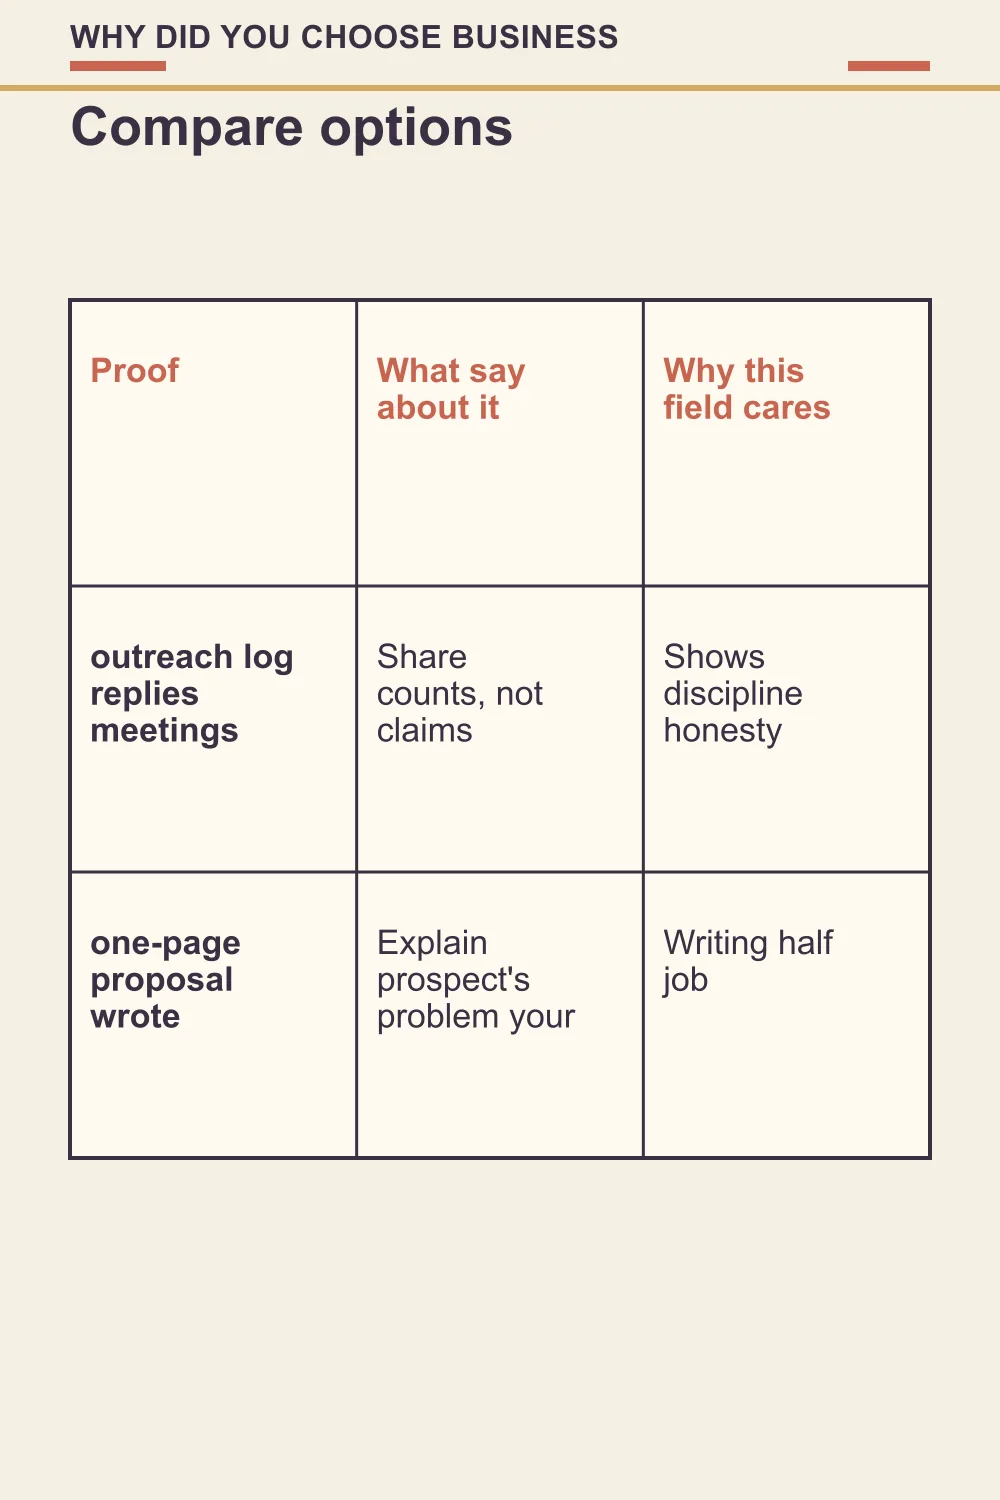 WHY DID YOU CHOOSE BUSINESS
Compare options
Proof
What say
about it
Why this
field cares
outreach log
replies
meetings
Share
counts, not
claims
Shows
discipline
honesty
one-page
proposal
wrote
Explain
prospect's
problem your
Writing half
job